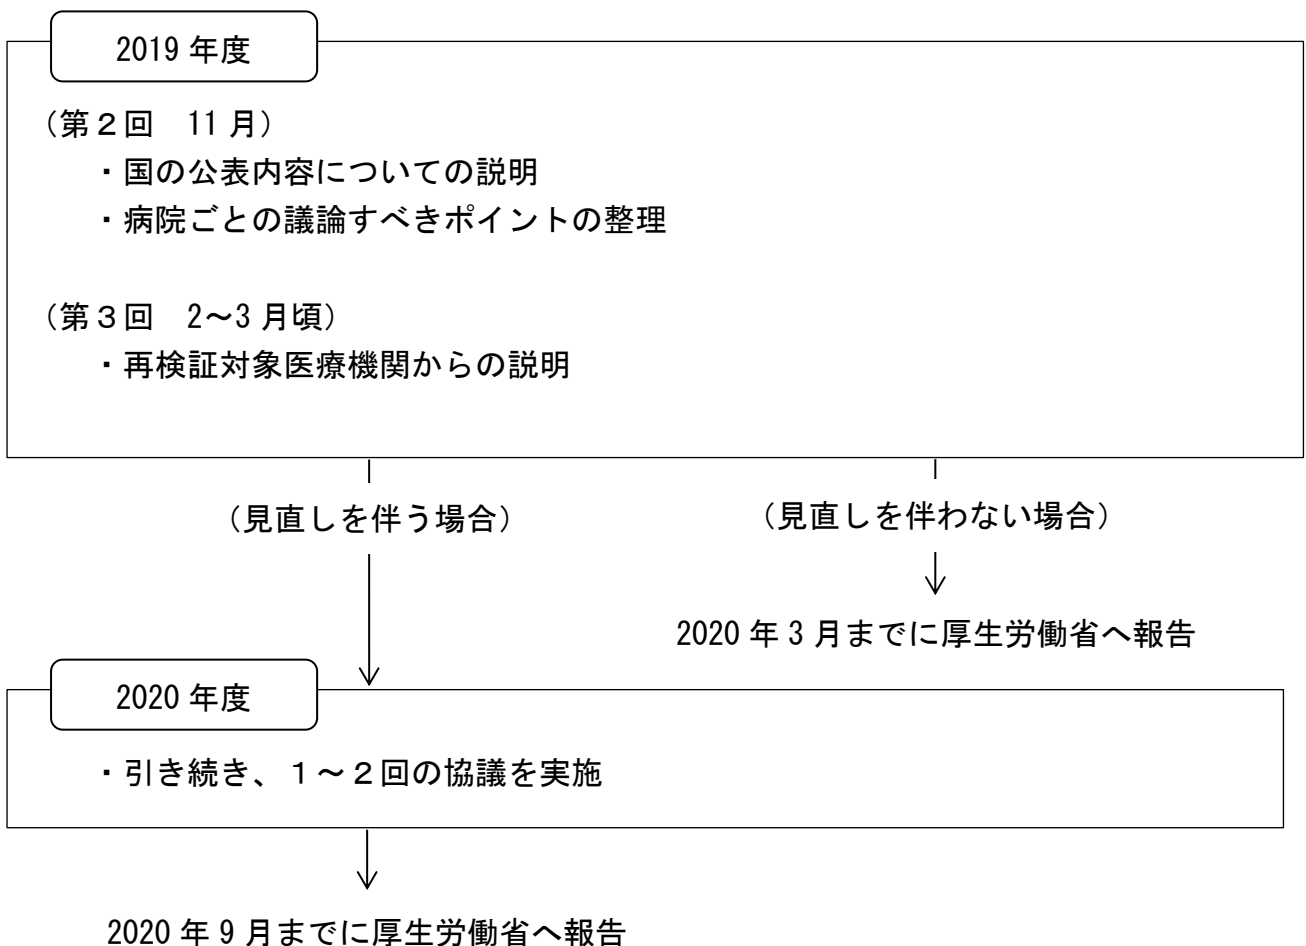 2019 年度
（第２回　11 月）
・国の公表内容についての説明
・病院ごとの議論すべきポイントの整理
（第３回　2～3 月頃）
・再検証対象医療機関からの説明
（見直しを伴う場合）
（見直しを伴わない場合）
2020 年 3 月までに厚生労働省へ報告
2020 年度
・引き続き、１～２回の協議を実施
2020 年 9 月までに厚生労働省へ報告